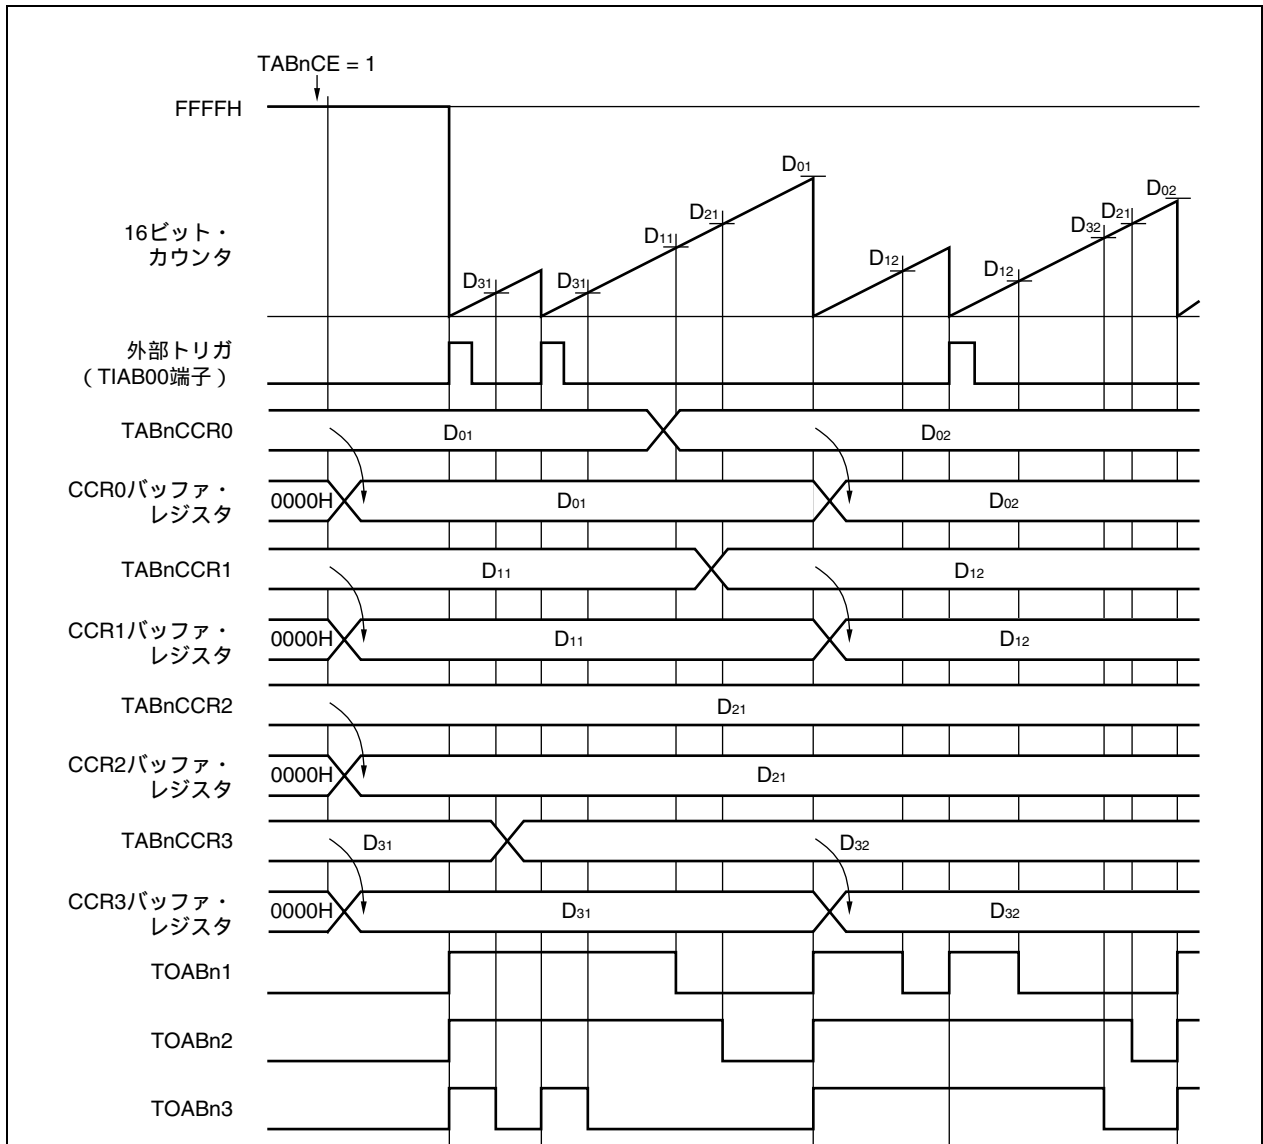 TABnCE = 1
FFFFH
D01
D02
D21
D21
D11
D32
16ビット・
カウンタ
D31
D31
D12
D12
外部トリガ
（TIAB00端子）
TABnCCR0
D01
D02
CCR0バッファ・
レジスタ
0000H
D01
D02
TABnCCR1
D11
D12
CCR1バッファ・
レジスタ
0000H
D11
D12
TABnCCR2
D21
CCR2バッファ・
レジスタ
0000H
D21
TABnCCR3
D31
D32
CCR3バッファ・
レジスタ
0000H
D31
D32
TOABn1
TOABn2
TOABn3